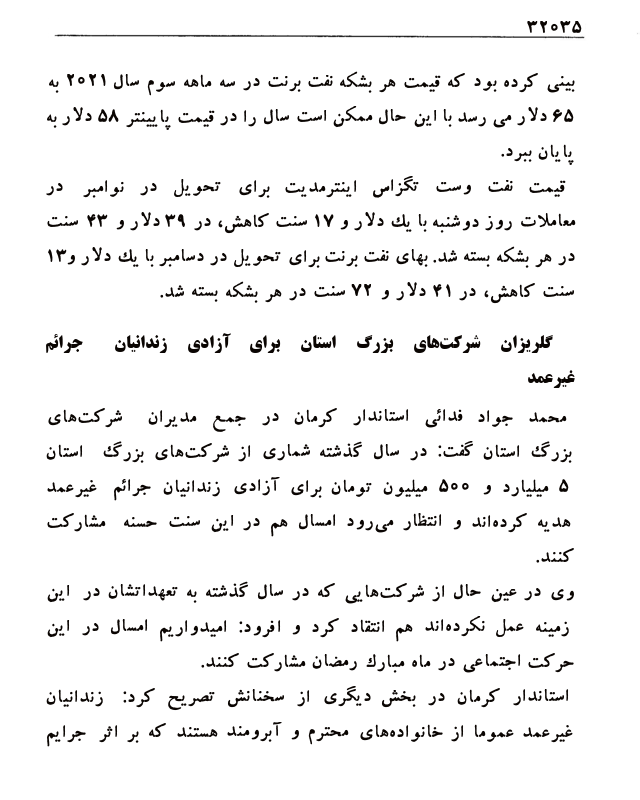 ۳۲۰۳۵
بینی کرده بود که قیمت هر بشکه نفت برنت در سه ماهه سوم سال ۲۰۲۱ به
۶۵ دلار می رسد با این حال ممکن است سال را در قیمت پایینتر ۵۸ دلار به
پایان ببرد.
قیمت نفت وست تگزاس اینترمدیت برای تحویل در نوامبر در
معاملات روز دوشنبه با یك دلار و ۱۷ سنت کاهش، در ۳۹ دلار و ۴۳ سنت
در هر بشکه بسته شد. بهای نفت برنت برای تحویل در دسامبر با یك دلار و۱۳
سنت کاهش، در ۴۱ دلار و ۷۲ سنت در هر بشکه بسته شد.
گلریزان شرکت‌های بزرگ استان برای آزادی زندانیان جرائم
غیرعمد
محمد جواد فدائی استاندار کرمان در جمع مدیران شرکت‌های
بزرگ استان گفت: در سال گذشته شماری از شرکت‌های بزرگ استان
۵ میلیارد و ۵۰۰ میلیون تومان برای آزادی زندانیان جرائم غیرعمد
هدیه کرده‌اند و انتظار می‌رود امسال هم در این سنت حسنه مشارکت
کنند.
وی در عین حال از شرکت‌هایی که در سال گذشته به تعهداتشان در این
زمینه عمل نکرده‌اند هم انتقاد کرد و افرود: امیدواریم امسال در این
حرکت اجتماعی در ماه مبارك رمضان مشارکت کنند.
استاندار کرمان در بخش دیگری از سخنانش تصریح کرد: زندانیان
غیرعمد عموما از خانواده‌های محترم و آبرومند هستند که بر اثر جرایم